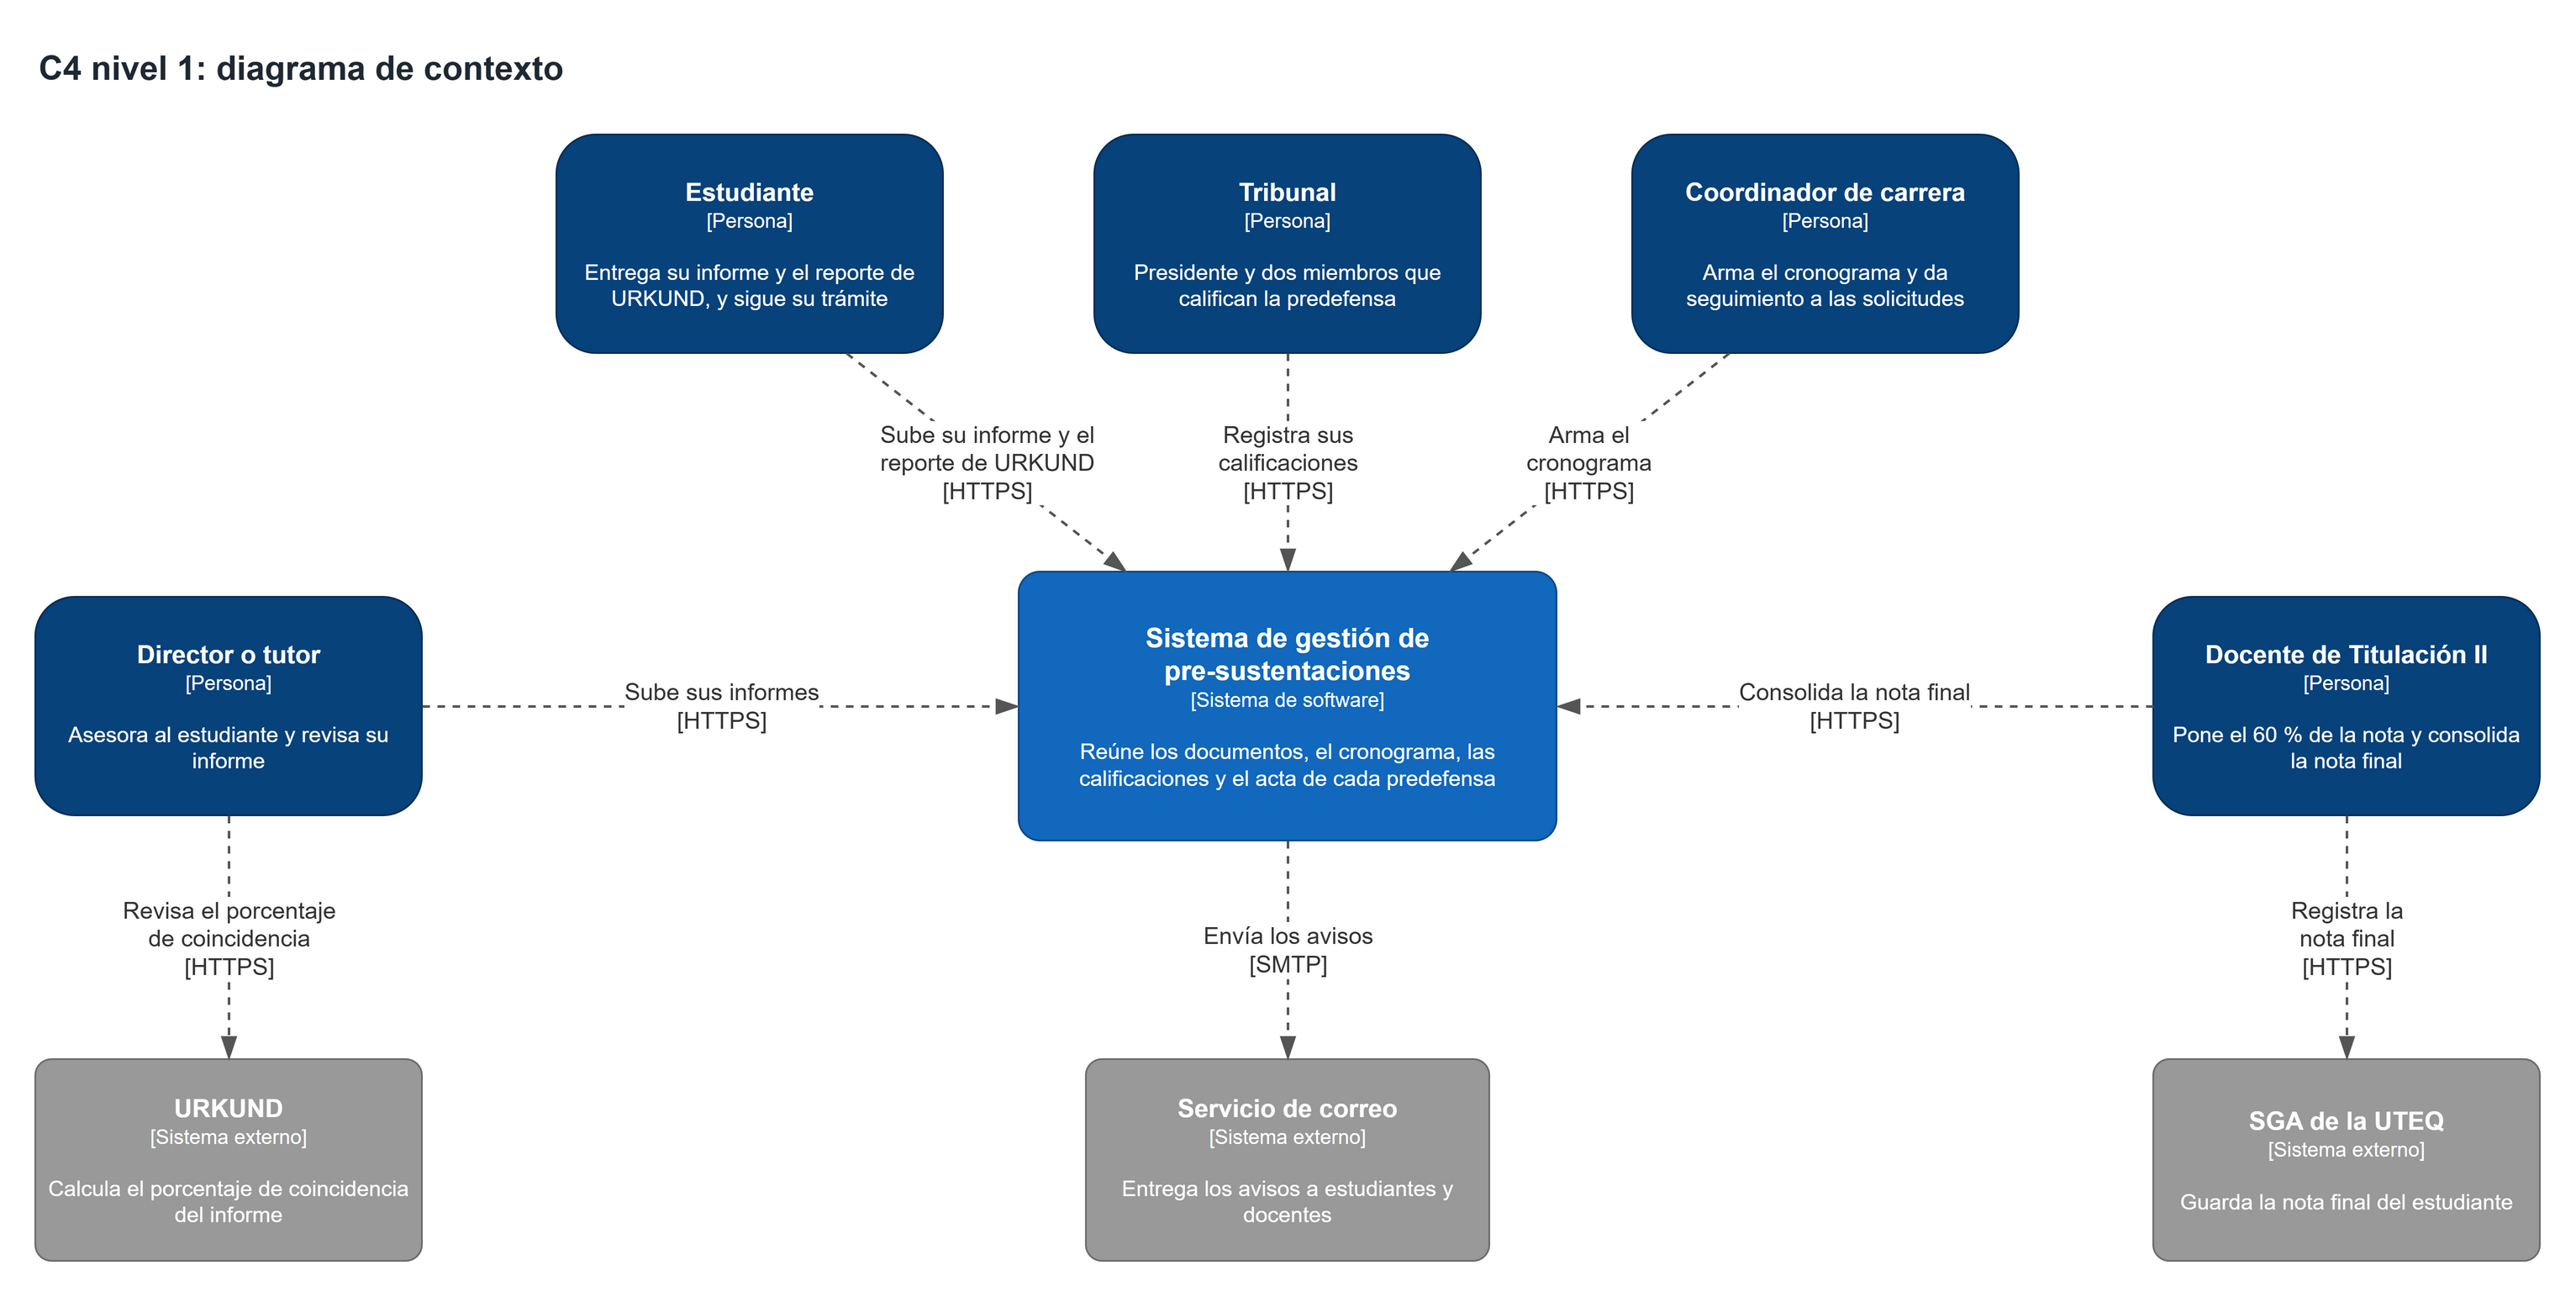 C4 nivel 1: diagrama de contexto
Estudiante
[Persona]
Entrega su informe y el reporte de
URKUND, y sigue su trámite
Tribunal
[Persona]
Presidente y dos miembros que
califican la predefensa
Coordinador de carrera
[Persona]
Arma el cronograma y da
seguimiento a las solicitudes
Sube su informe y el
reporte de URKUND
[HTTPS]
Registra sus
calificaciones
[HTTPS]
Arma el
cronograma
[HTTPS]
Director o tutor
[Persona]
Asesora al estudiante y revisa su
informe
Sube sus informes
[HTTPS]
Sistema de gestión de
pre-sustentaciones
[Sistema de software]
Reúne los documentos, el cronograma, las
calificaciones y el acta de cada predefensa
Consolida la nota final
[HTTPS]
Docente de Titulación II
[Persona]
Pone el 60 % de la nota y consolida
la nota final
Revisa el porcentaje
de coincidencia
[HTTPS]
Envía los avisos
[SMTP]
Registra la
nota final
[HTTPS]
URKUND
[Sistema externo]
Calcula el porcentaje de coincidencia
del informe
Servicio de correo
[Sistema externo]
Entrega los avisos a estudiantes y
docentes
SGA de la UTEQ
[Sistema externo]
Guarda la nota final del estudiante